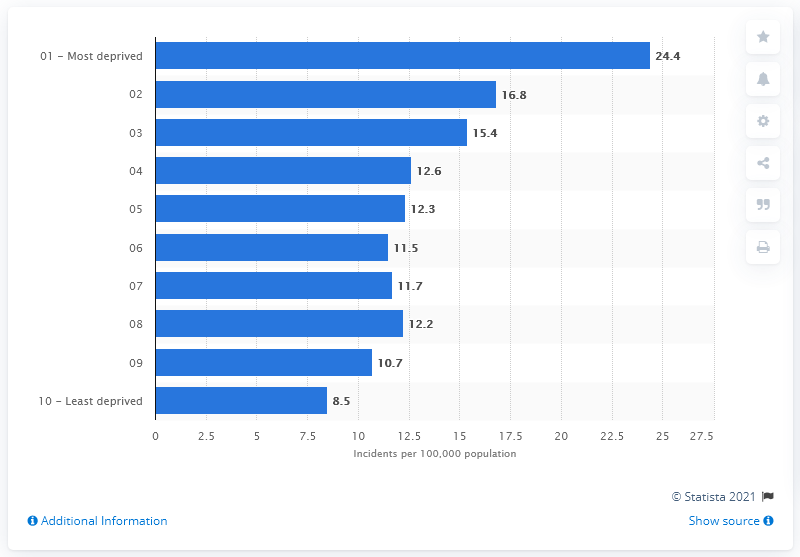 01 – Most deprived 24.4
02 16.8
03 15.4
04 12.6
05 12.3
06 11.5
07 11.7
08 12.2
09 10.7
10 – Least deprived 8.5
0 2.5 5 7.5 10 12.5 15 17.5 20 22.5 25 27.5
Incidents per 100,000 population
© Statista 2021
Additional Information Show source